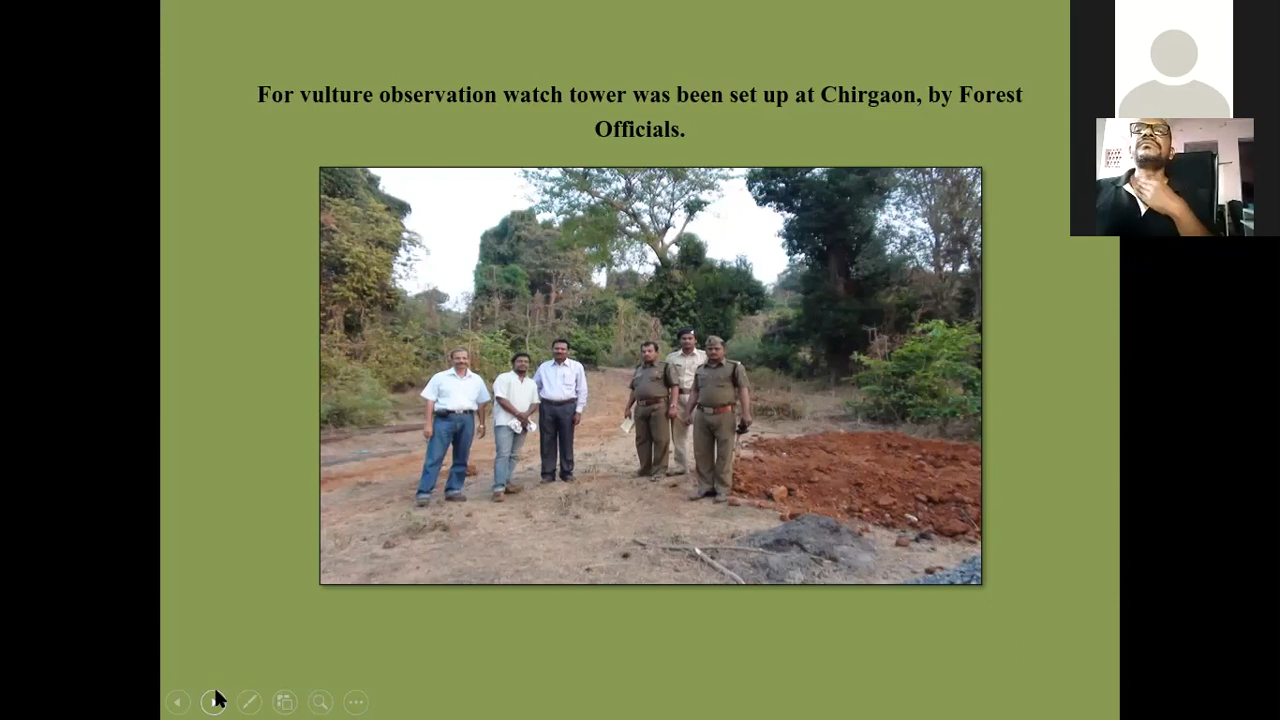 For vulture observation watch tower was been set up at Chirgaon, by Forest
Officials.